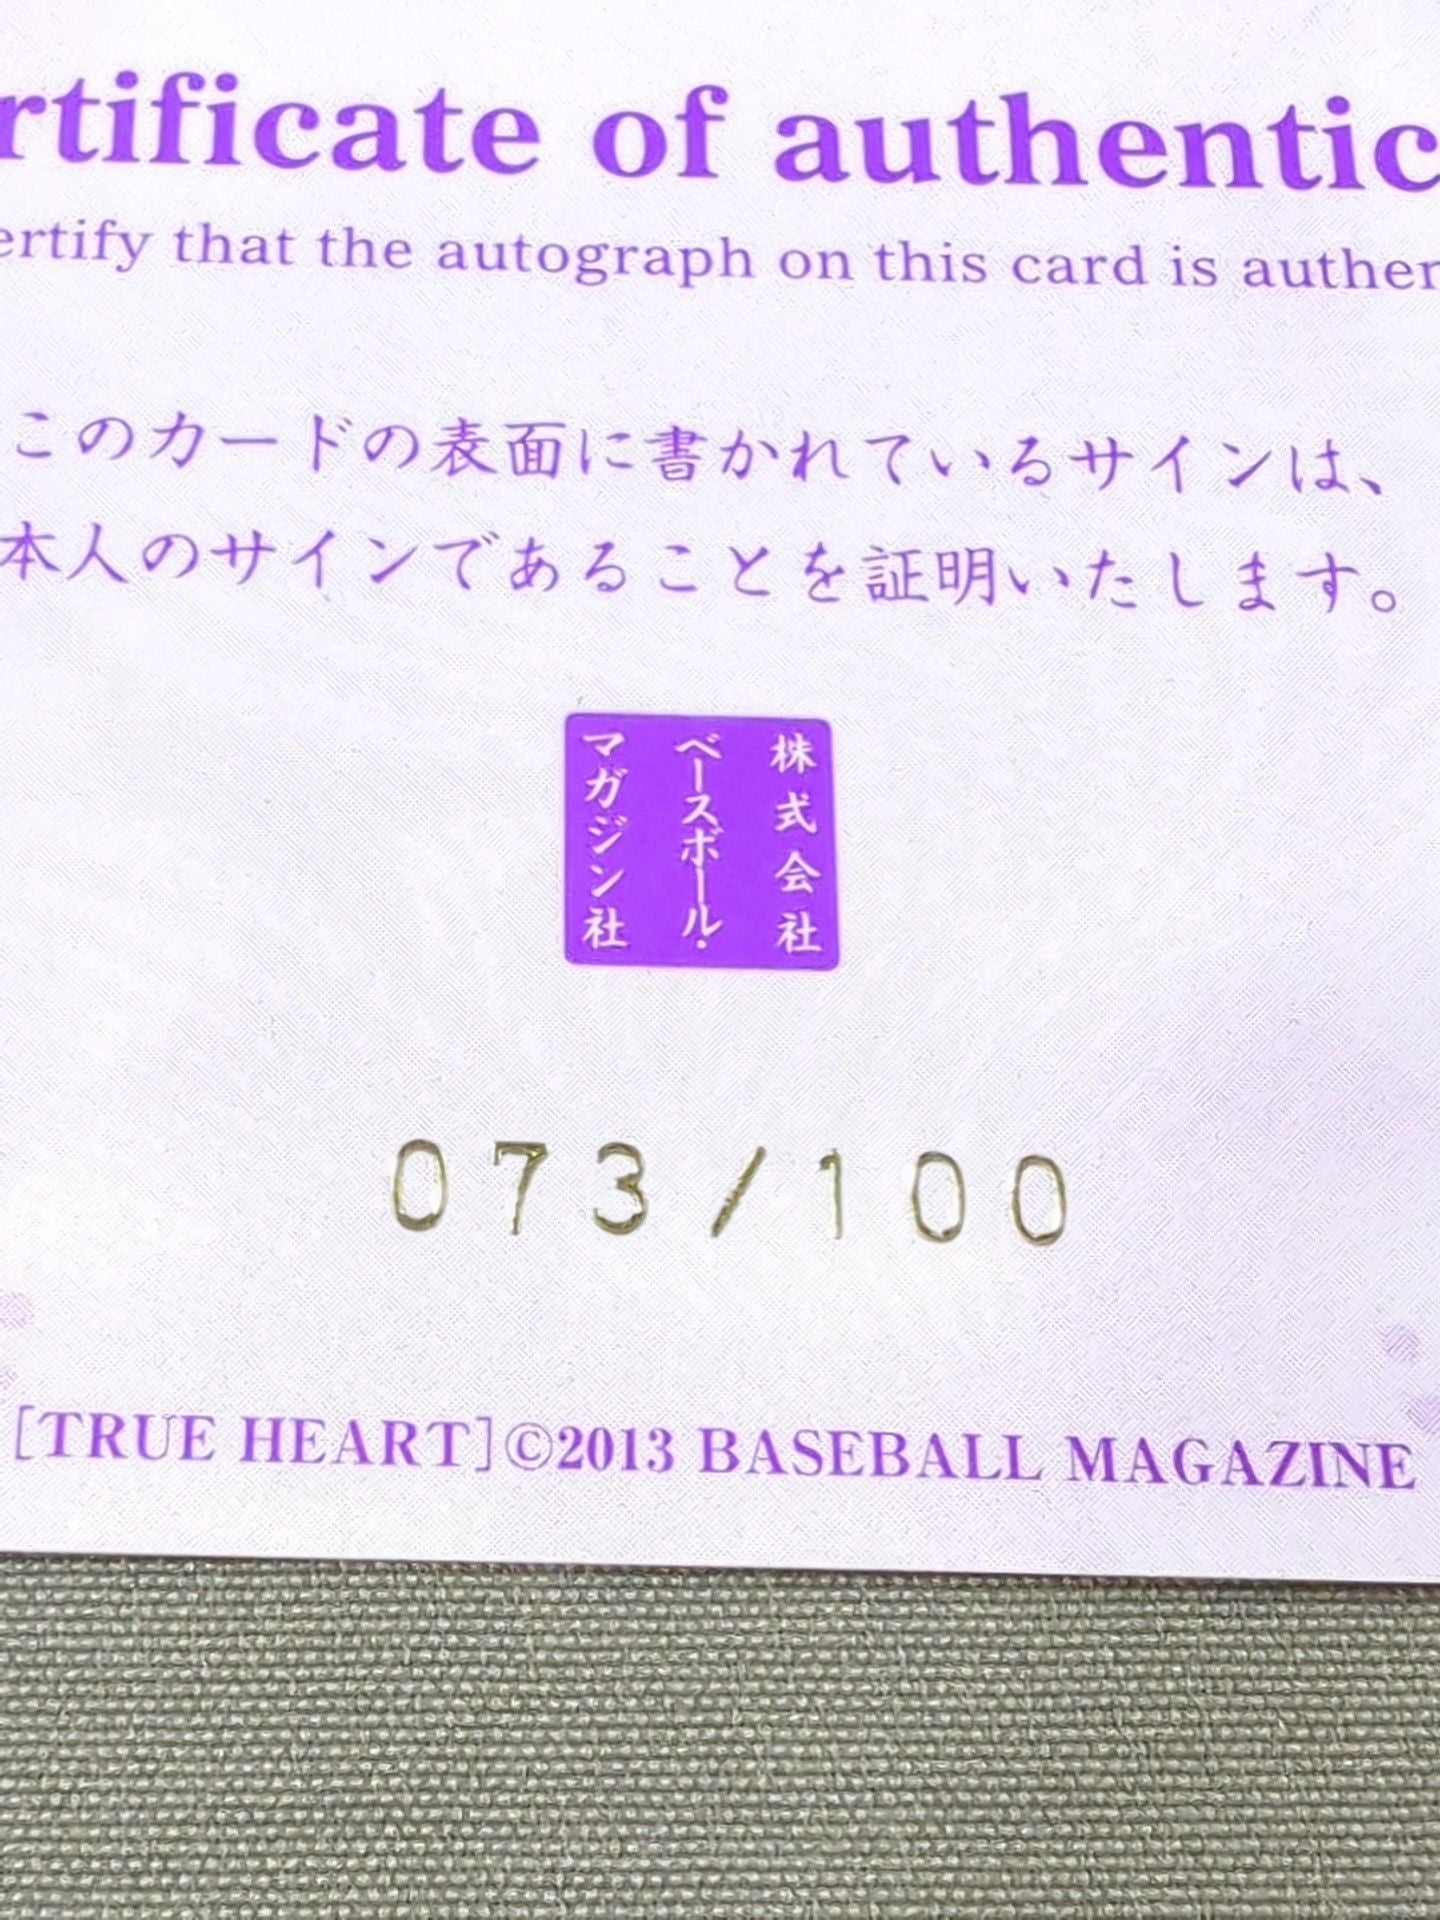 rtificate of authentic
ertify that the autograph on this card is authen
このカードの表面に書かれているサインは、
本人のサインであることを証明いたします。
株式会社
ベースボール・
マガジン社
073/100
[TRUE HEART]©2013 BASEBALL MAGAZINE